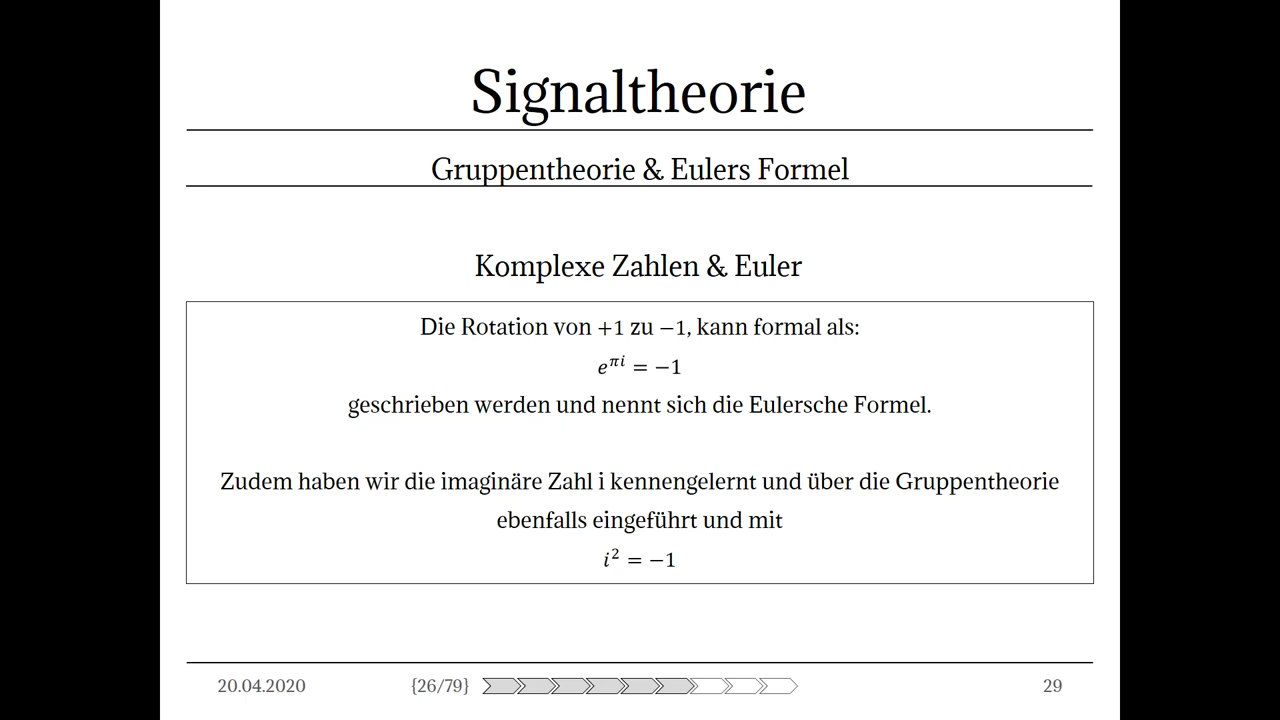 Signaltheorie
Gruppentheorie & Eulers Formel
Komplexe Zahlen & Euler
Die Rotation von +1 zu −1, kann formal als:
e^{πi} = −1
geschrieben werden und nennt sich die Eulersche Formel.
Zudem haben wir die imaginäre Zahl i kennengelernt und über die Gruppentheorie
ebenfalls eingeführt und mit
i² = −1
20.04.2020 {26/79} 29